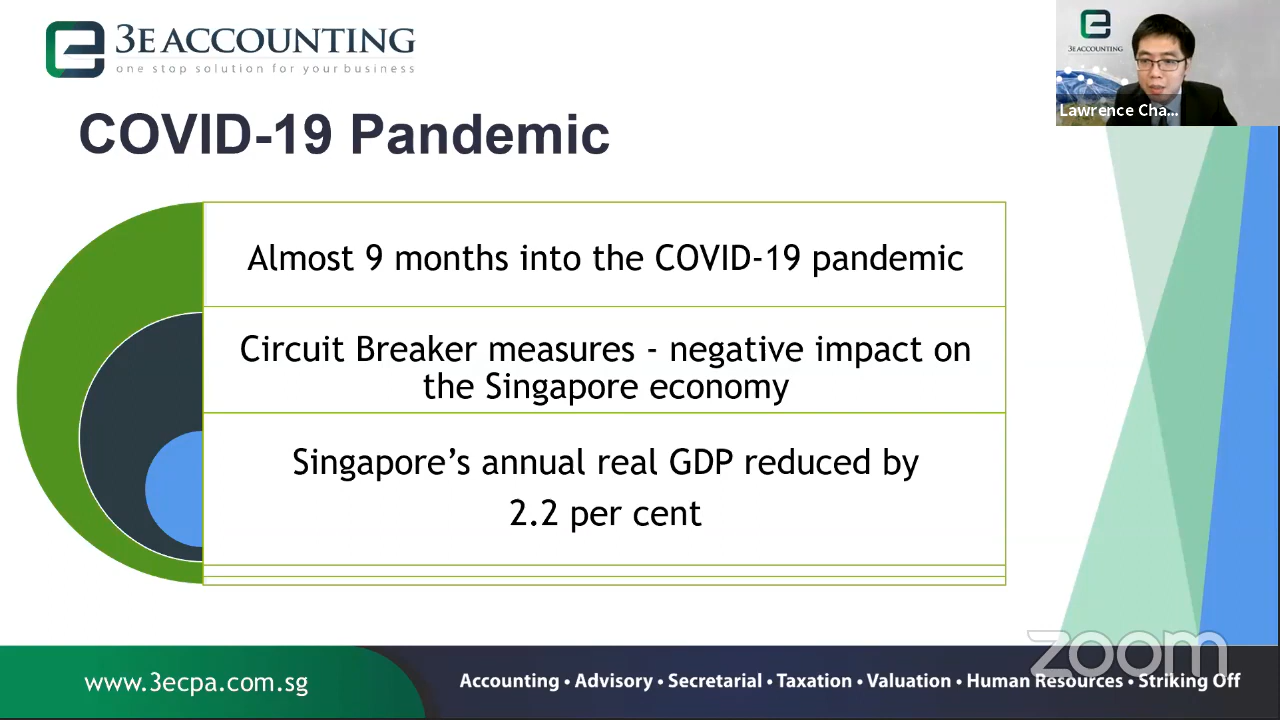 3E ACCOUNTING
one stop solution for your business
3E ACCOUNTING
Lawrence Cha...
COVID-19 Pandemic
Almost 9 months into the COVID-19 pandemic
Circuit Breaker measures - negative impact on
the Singapore economy
Singapore’s annual real GDP reduced by
2.2 per cent
zoom
www.3ecpa.com.sg
Accounting • Advisory • Secretarial • Taxation • Valuation • Human Resources • Striking Off